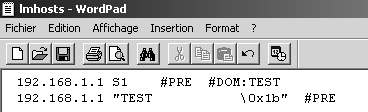 lmhosts - WordPad
Fichier Edition Affichage Insertion Format ?
192.168.1.1 S1 #PRE #DOM:TEST
192.168.1.1 "TEST \0x1b" #PRE